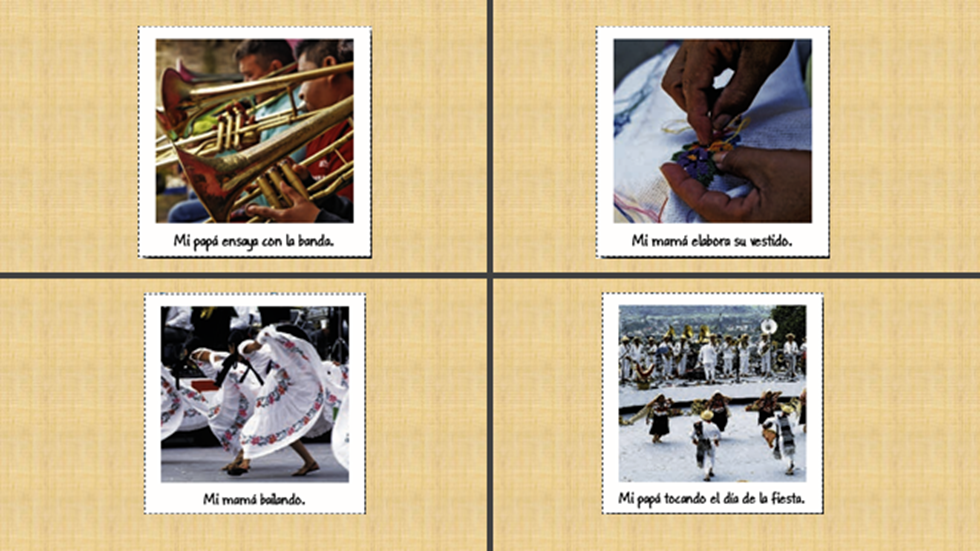 Mi papá ensaya con la banda.
Mi mamá elabora su vestido.
Mi mamá bailando.
Mi papá tocando el día de la fiesta.